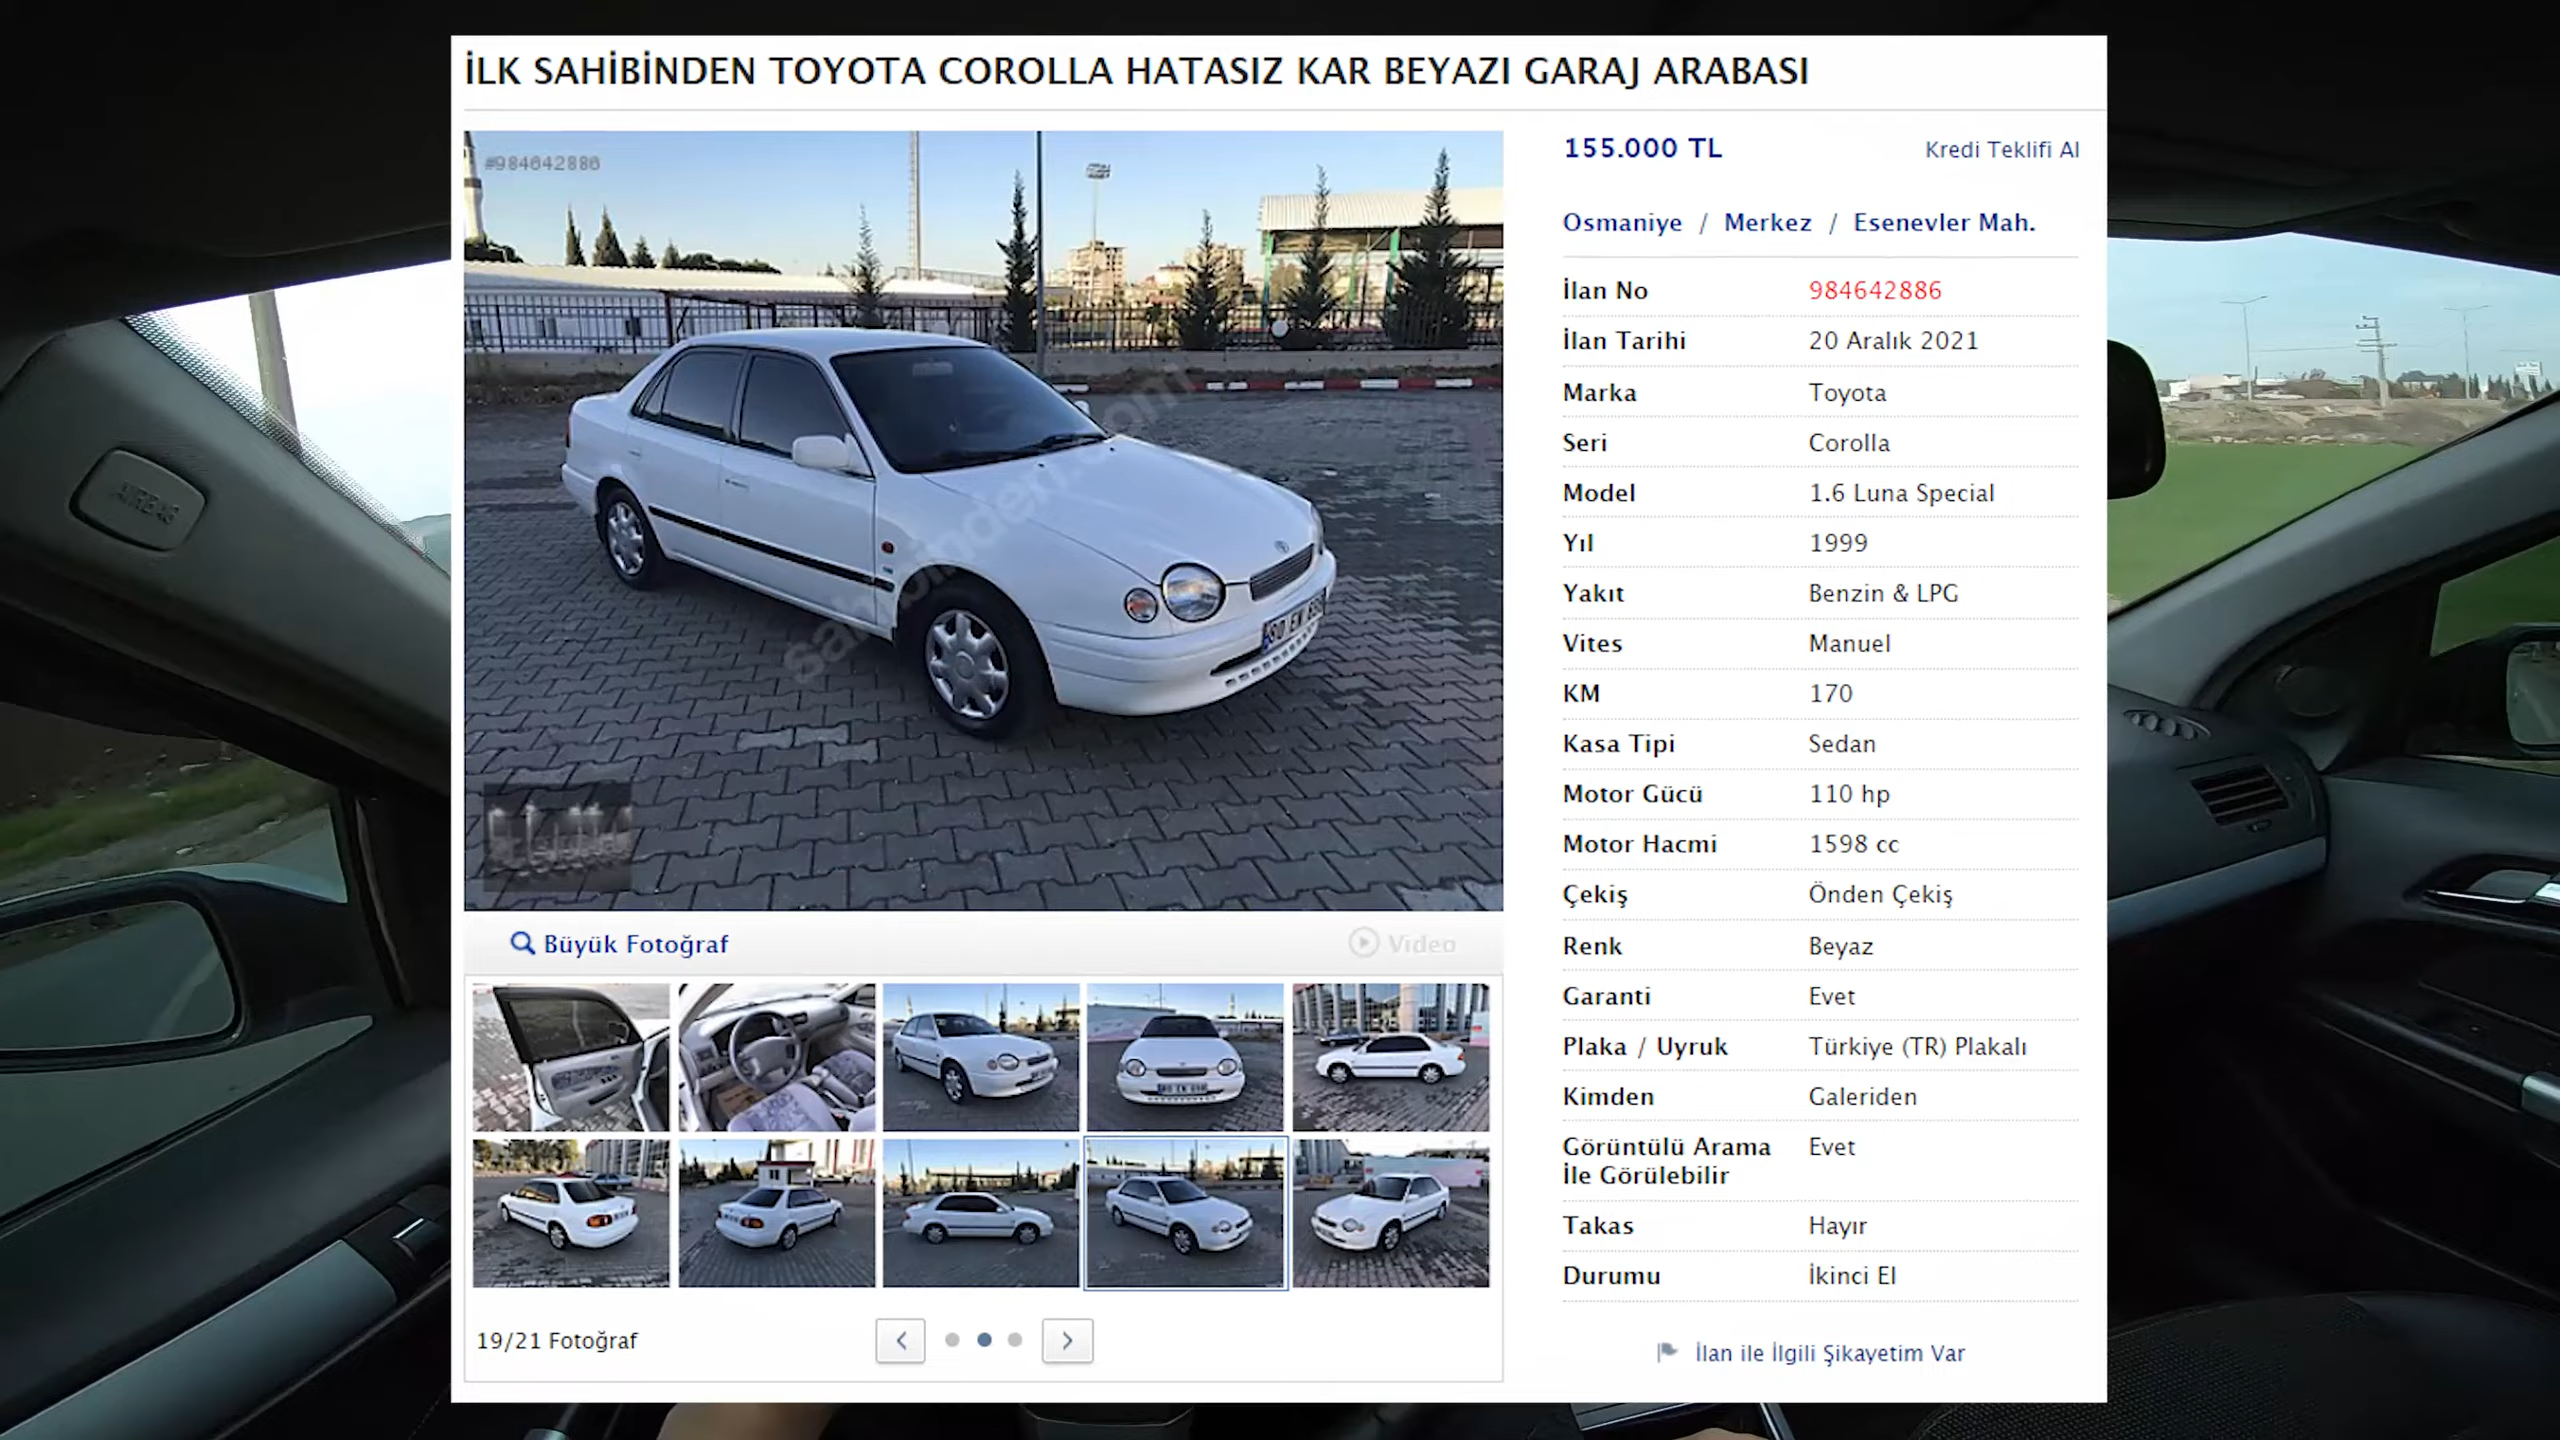 İLK SAHİBİNDEN TOYOTA COROLLA HATASIZ KAR BEYAZI GARAJ ARABASI
#984642886
sahibinden.com
Büyük Fotoğraf
Video
19/21 Fotoğraf
155.000 TL
Kredi Teklifi Al
Osmaniye / Merkez / Esenevler Mah.
İlan No 984642886
İlan Tarihi 20 Aralık 2021
Marka Toyota
Seri Corolla
Model 1.6 Luna Special
Yıl 1999
Yakıt Benzin & LPG
Vites Manuel
KM 170
Kasa Tipi Sedan
Motor Gücü 110 hp
Motor Hacmi 1598 cc
Çekiş Önden Çekiş
Renk Beyaz
Garanti Evet
Plaka / Uyruk Türkiye (TR) Plakalı
Kimden Galeriden
Görüntülü Arama Evet
İle Görülebilir
Takas Hayır
Durumu İkinci El
İlan ile İlgili Şikayetim Var
AIRBAG